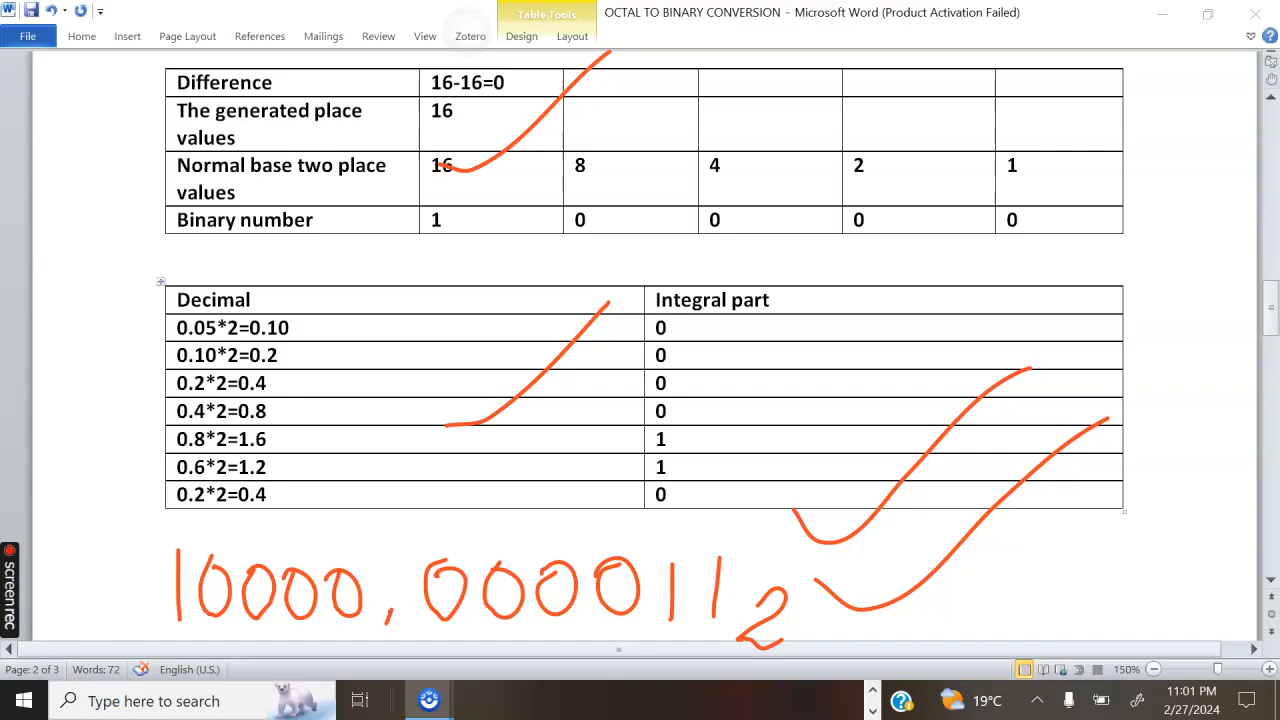 OCTAL TO BINARY CONVERSION - Microsoft Word (Product Activation Failed)
Table Tools
File Home Insert Page Layout References Mailings Review View Zotero Design Layout
Difference 16-16=0
The generated place values 16
Normal base two place values 16 8 4 2 1
Binary number 1 0 0 0 0
Decimal Integral part
0.05*2=0.10 0
0.10*2=0.2 0
0.2*2=0.4 0
0.4*2=0.8 0
0.8*2=1.6 1
0.6*2=1.2 1
0.2*2=0.4 0
10000,000011 2
screen rec
Page: 2 of 3 Words: 72 English (U.S.) 150%
Type here to search 19°C 11:01 PM
2/27/2024